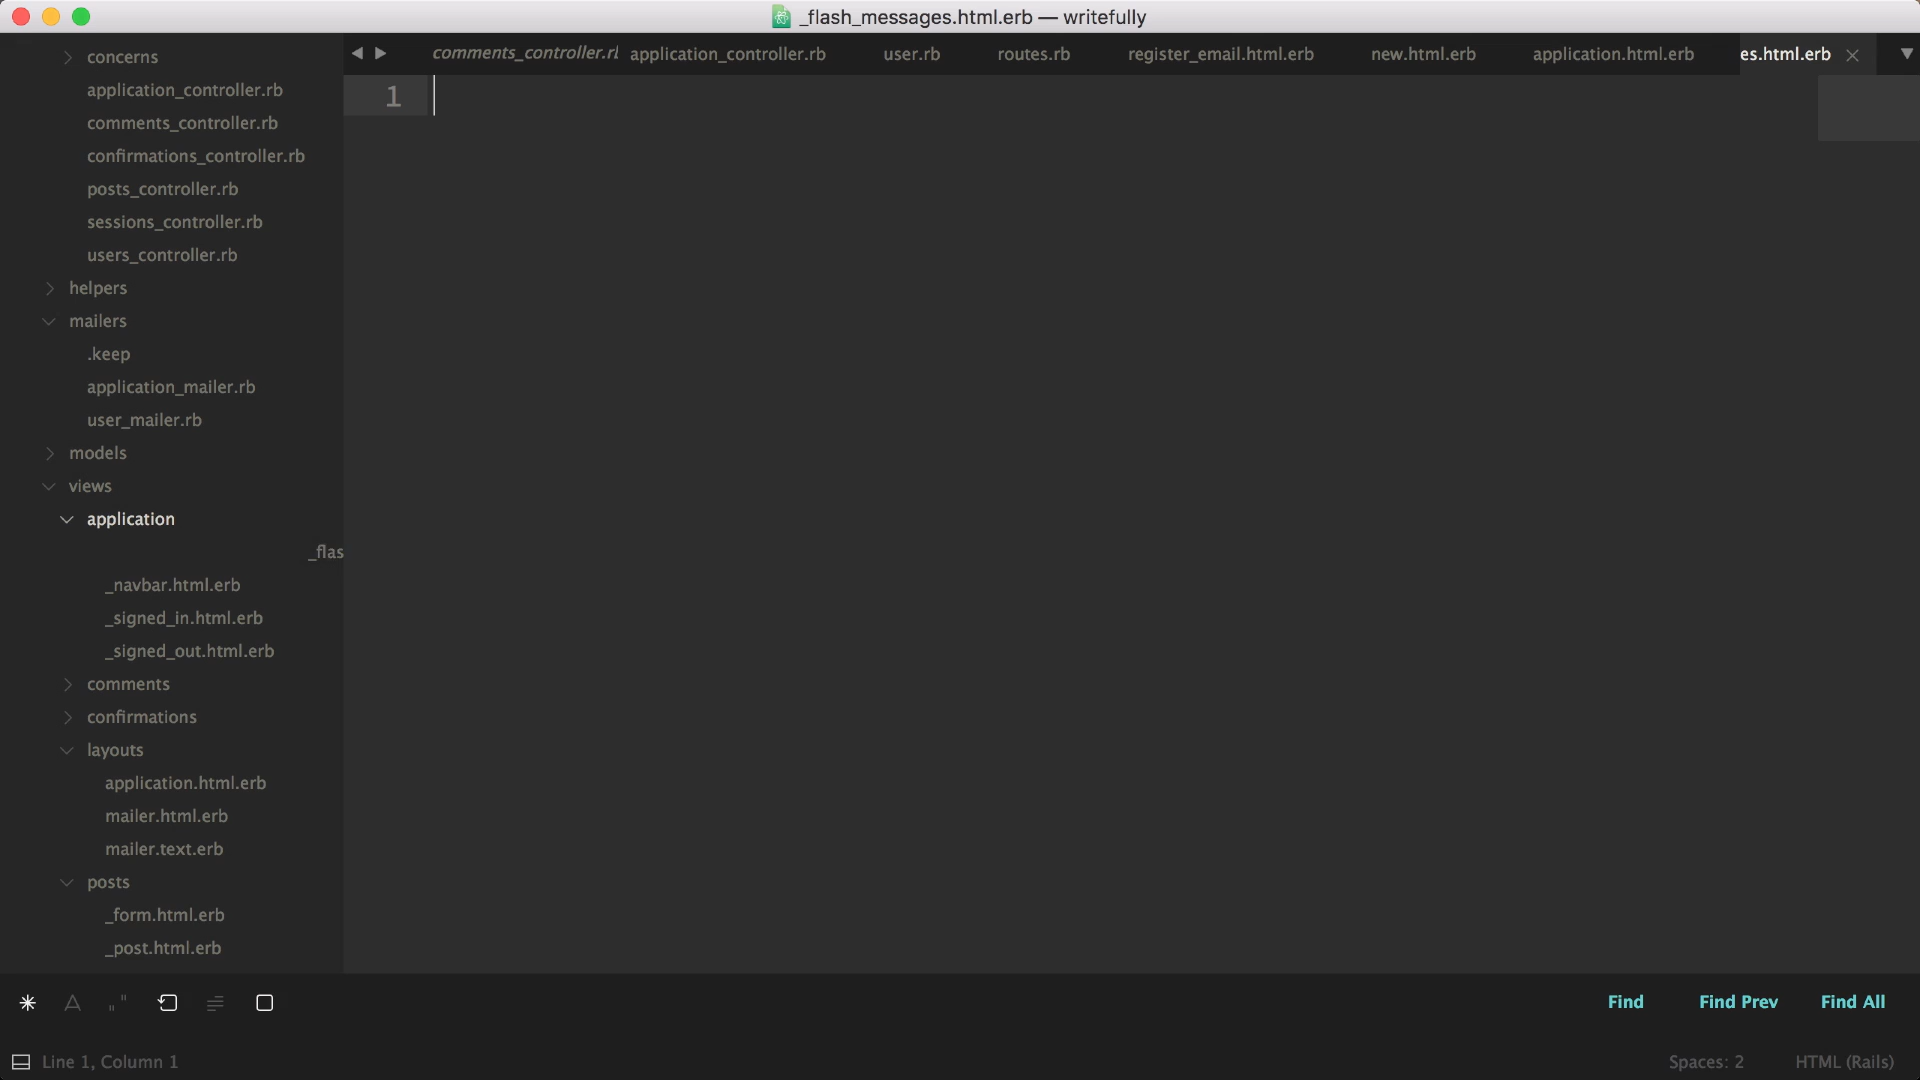 _flash_messages.html.erb — writefully
comments_controller.rl
application_controller.rb
user.rb
routes.rb
register_email.html.erb
new.html.erb
application.html.erb
es.html.erb
1
concerns
application_controller.rb
comments_controller.rb
confirmations_controller.rb
posts_controller.rb
sessions_controller.rb
users_controller.rb
helpers
mailers
.keep
application_mailer.rb
user_mailer.rb
models
views
application
_flas
_navbar.html.erb
_signed_in.html.erb
_signed_out.html.erb
comments
confirmations
layouts
application.html.erb
mailer.html.erb
mailer.text.erb
posts
_form.html.erb
_post.html.erb
Find
Find Prev
Find All
Line 1, Column 1
Spaces: 2
HTML (Rails)